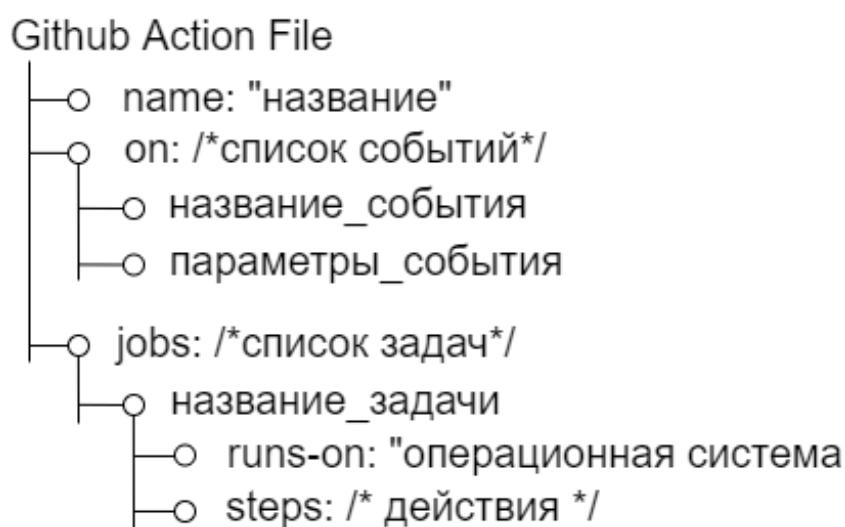 Github Action File
name: "название"
on: /*список событий*/
название_события
параметры_события
jobs: /*список задач*/
название_задачи
runs-on: "операционная система
steps: /* действия */